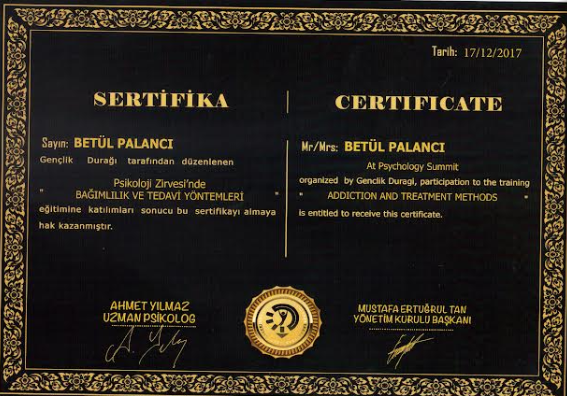 Tarih: 17/12/2017
SERTİFİKA
Sayın: BETÜL PALANCI
Gençlik Durağı tarafından düzenlenen
Psikoloji Zirvesi'nde
" BAĞIMLILIK VE TEDAVİ YÖNTEMLERİ "
eğitimine katılımları sonucu bu sertifikayı almaya
hak kazanmıştır.
AHMET YILMAZ
UZMAN PSİKOLOG
CERTIFICATE
Mr/Mrs: BETÜL PALANCI
At Psychology Summit
organized by Genclik Duragi, participation to the training
" ADDICTION AND TREATMENT METHODS "
is entitled to receive this certificate.
MUSTAFA ERTUĞRUL TAN
YÖNETİM KURULU BAŞKANI